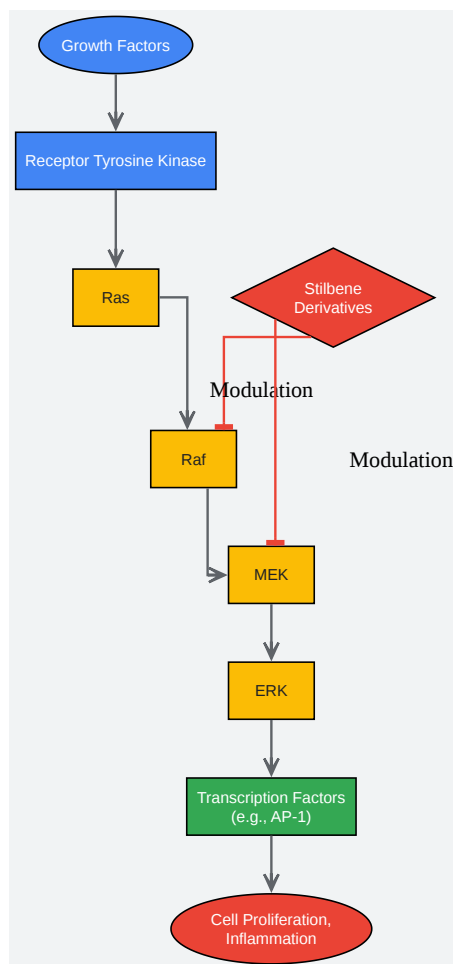 Growth Factors
Receptor Tyrosine Kinase
Ras
Stilbene
Derivatives
Modulation
Raf
Modulation
MEK
ERK
Transcription Factors
(e.g., AP-1)
Cell Proliferation,
Inflammation